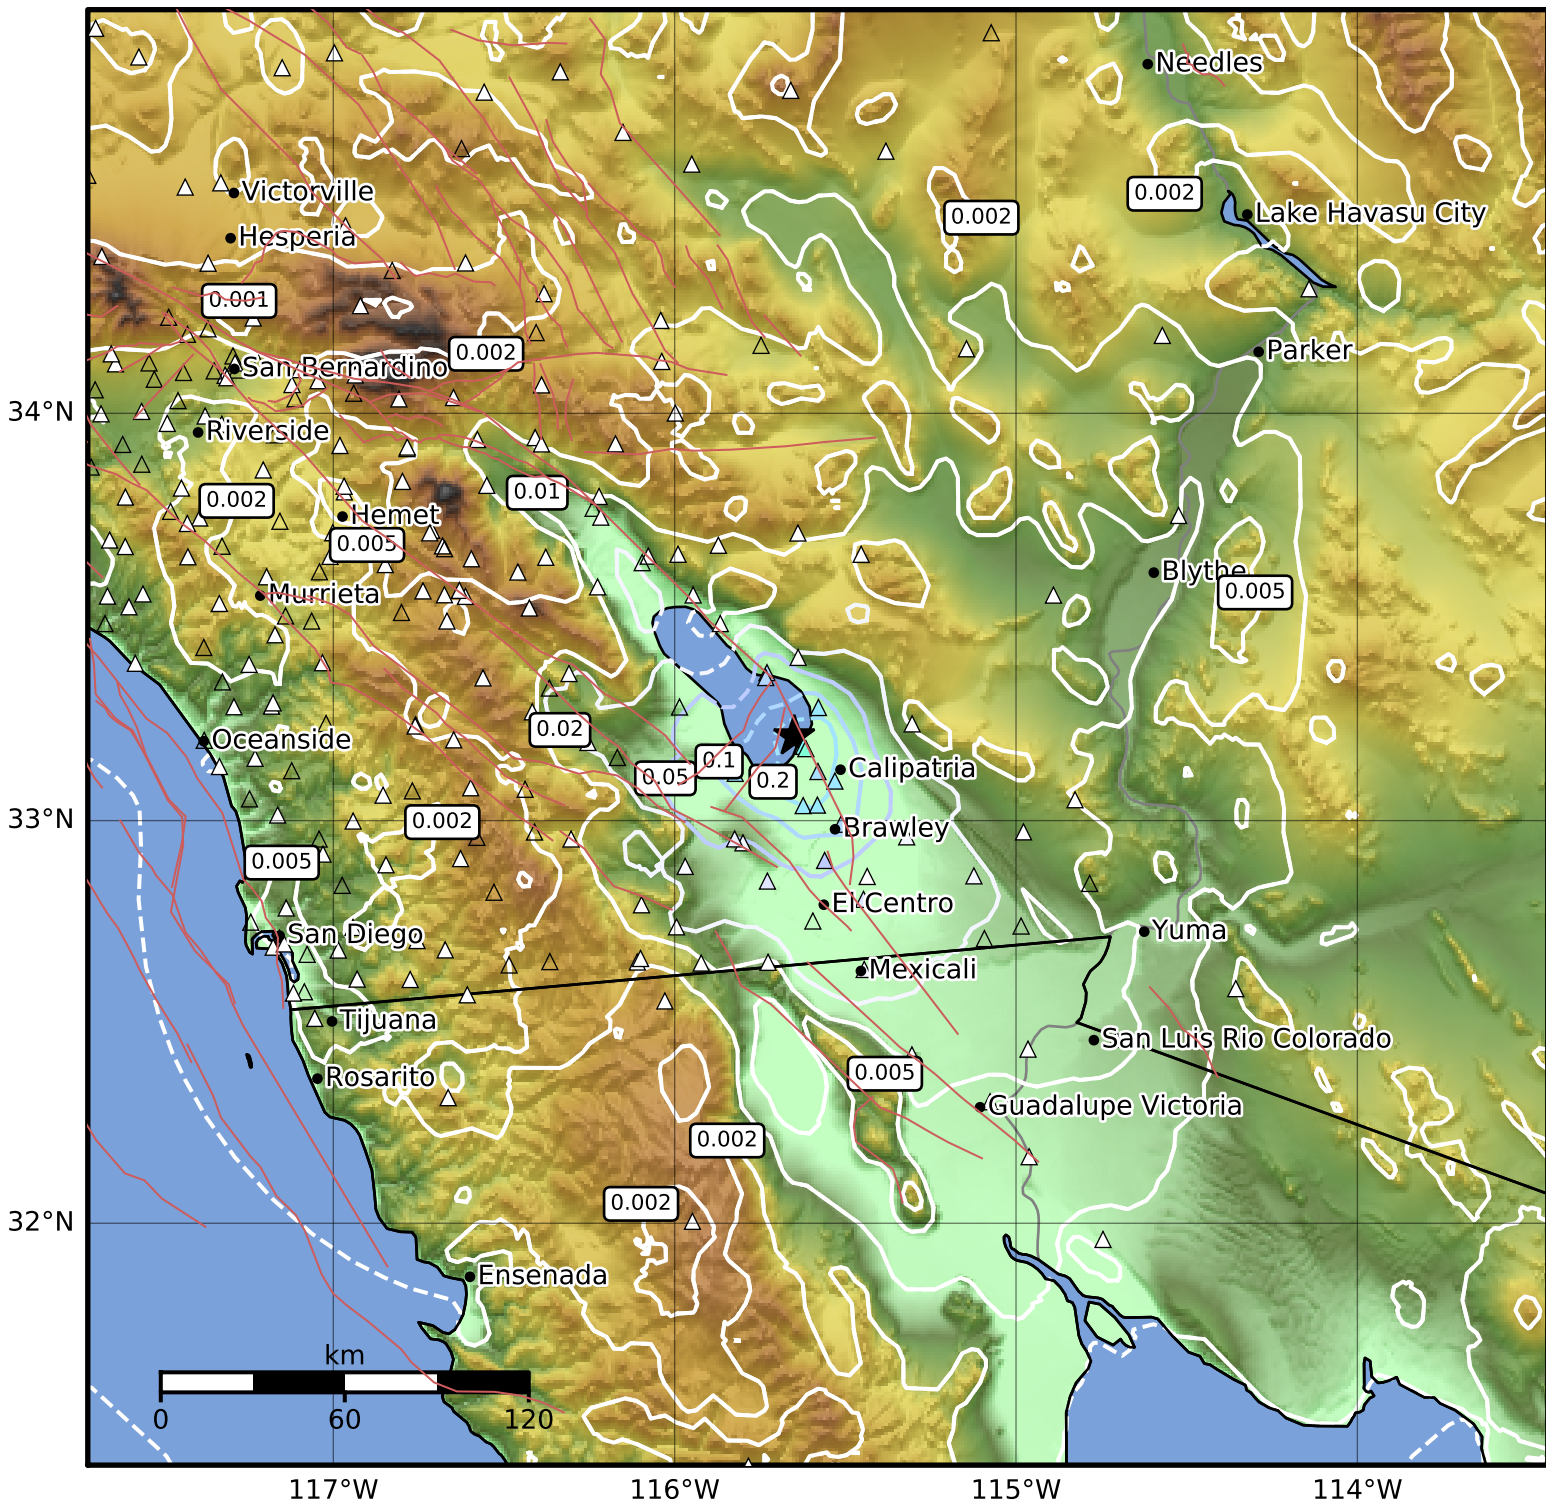 Needles
Victorville
0.002
Lake Havasu City
0.002
Hesperia
0.001
0.002
Parker
San Bernardino
34°N
Riverside
0.01
0.002
Hemet
0.005
Blythe
0.005
Murrieta
0.02
Oceanside
0.1
0.05
0.2
Calipatria
33°N
0.002
Brawley
0.005
El Centro
San Diego
Yuma
Mexicali
Tijuana
San Luis Rio Colorado
0.005
Rosarito
Guadalupe Victoria
0.002
0.002
32°N
Ensenada
km
0 60 120
117°W 116°W 115°W 114°W